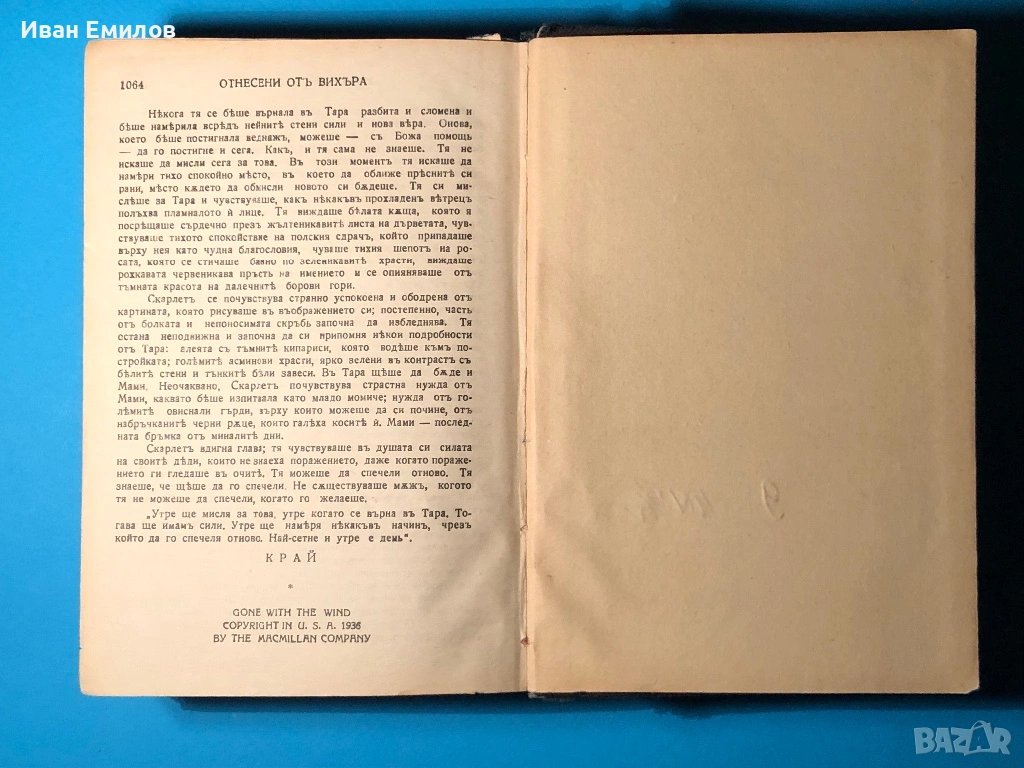 Иван Емилов
1064 ОТНЕСЕНИ ОТЪ ВИХЪРА
Нѣкога тя се бѣше върнала въ Тара разбита и сломена и
бѣше намѣрила всрѣдъ нейнитѣ стени сили и нова вѣра. Онова,
което бѣше постигнала веднажъ, можеше — съ Божа помощь
— да го постигне и сега. Какъ, и тя сама не знаеше. Тя не
искаше да мисли сега за това. Въ този моментъ тя искаше да
намѣри тихо спокойно мѣсто, въ което да оближе прѣснитѣ си
рани, мѣсто кѫдето да обмисли новото си бѫдеще. Тя си ми-
слѣше за Тара и чувствуваше, какъ нѣкакъвъ прохладенъ вѣтрецъ
полъхва пламналото ѝ лице. Тя виждаше бѣлата кѫща, която я
посрѣщаше сърдечно презъ жълтеникавитѣ листа на дърветата, чув-
ствуваше тихото спокойствие на полския здрачъ, който припадаше
върху нея като чудна благословия, чуваше тихия шепотъ на ро-
сата, която се стичаше бавно по зеленикавитѣ храсти, виждаше
рохкавата червеникава пръсть на имението и се опияняваше отъ
тъмната красота на далечнитѣ борови гори.
Скарлетъ се почувствува странно успокоена и ободрена отъ
картината, която рисуваше въ въображението си; постепенно, часть
отъ болката и непоносимата скръбь започна да избледнява. Тя
остана неподвижна и започна да си припомня нѣкои подробности
отъ Тара: алеята съ тъмнитѣ кипариси, която водѣше къмъ по-
стройката; голѣмитѣ асминови храсти, ярко зелени въ контрастъ съ
бѣлитѣ стени и тънкитѣ бѣли завеси. Въ Тара щѣше да бѫде и
Мами. Неочаквано, Скарлетъ почувствува страстна нужда отъ
Мами, каквато бѣше изпитвала като младо момиче; нужда отъ го-
лѣмитѣ овиснали гърди, върху които можеше да си почине, отъ
набръчканитѣ черни рѫце, които галѣха коситѣ ѝ. Мами — послед-
ната бръмка отъ миналитѣ дни.
Скарлетъ вдигна глава; тя чувствуваше въ душата си силата
на своитѣ дѣди, които не знаеха поражението, даже когато пораже-
нието ги гледаше въ очитѣ. Тя можеше да спечели отново. Тя
знаеше, че щѣше да го спечели. Не сѫществуваше мѫжъ, когото
тя не можеше да спечели, когато го желаеше.
„Утре ще мисля за това, утре когато се върна въ Тара. То-
гава ще имамъ сили. Утре ще намѣря нѣкакъвъ начинъ, чрезъ
който да го спечеля отново. Най-сетне и утре е день“.
КРАЙ
*
GONE WITH THE WIND
COPYRIGHT IN U. S. A. 1936
BY THE MACMILLAN COMPANY
BAZAR